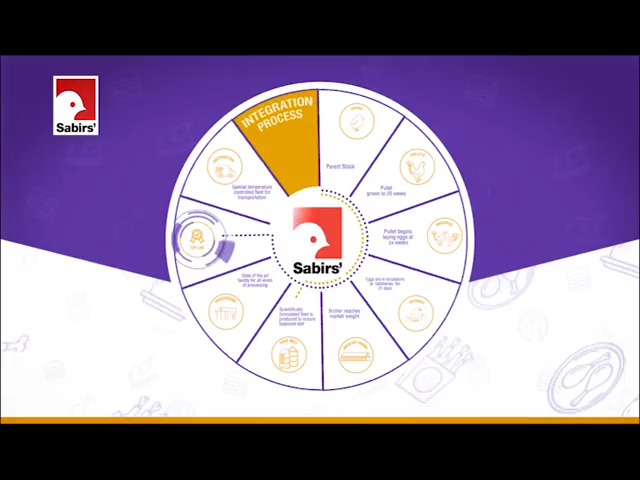 Sabirs'
INTEGRATION
PROCESS
Parent Stock
Pullet
grown to 20 weeks
Pullet begins
laying eggs at
24 weeks
Eggs are in incubators
at hatcheries for
21 days
Broiler reaches
market weight
Scientifically
formulated feed is
produced to ensure
balanced diet
State of the art
facility for all levels
of processing
Special temperature
controlled fleet for
transportation
Sabirs'